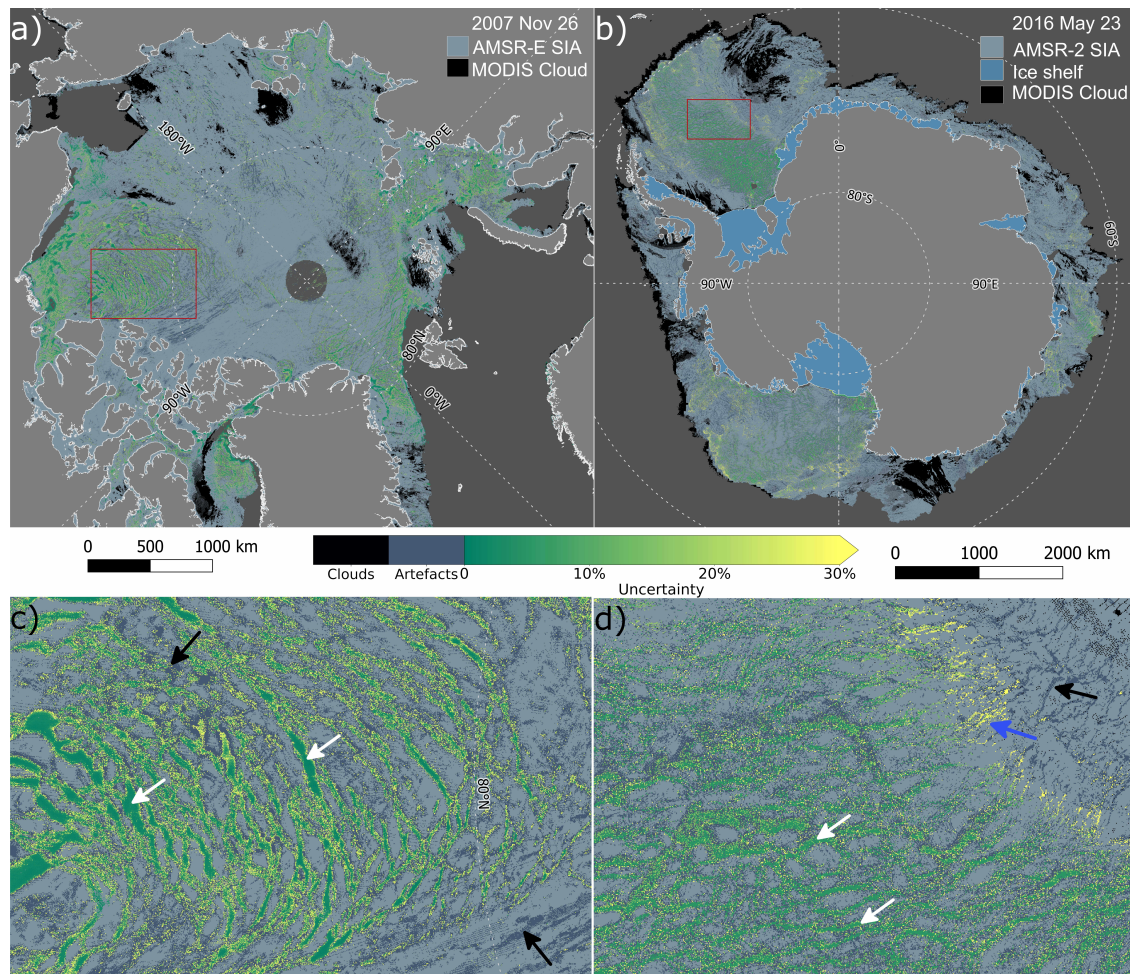 a)
2007 Nov 26
AMSR-E SIA
MODIS Cloud
180°W
90°E
80°N
0°W
90°W
b)
2016 May 23
AMSR-2 SIA
Ice shelf
MODIS Cloud
0°
80°S
60°S
90°W
90°E
0 500 1000 km
Clouds Artefacts 0 10% 20% 30%
Uncertainty
0 1000 2000 km
c)
80°N
d)